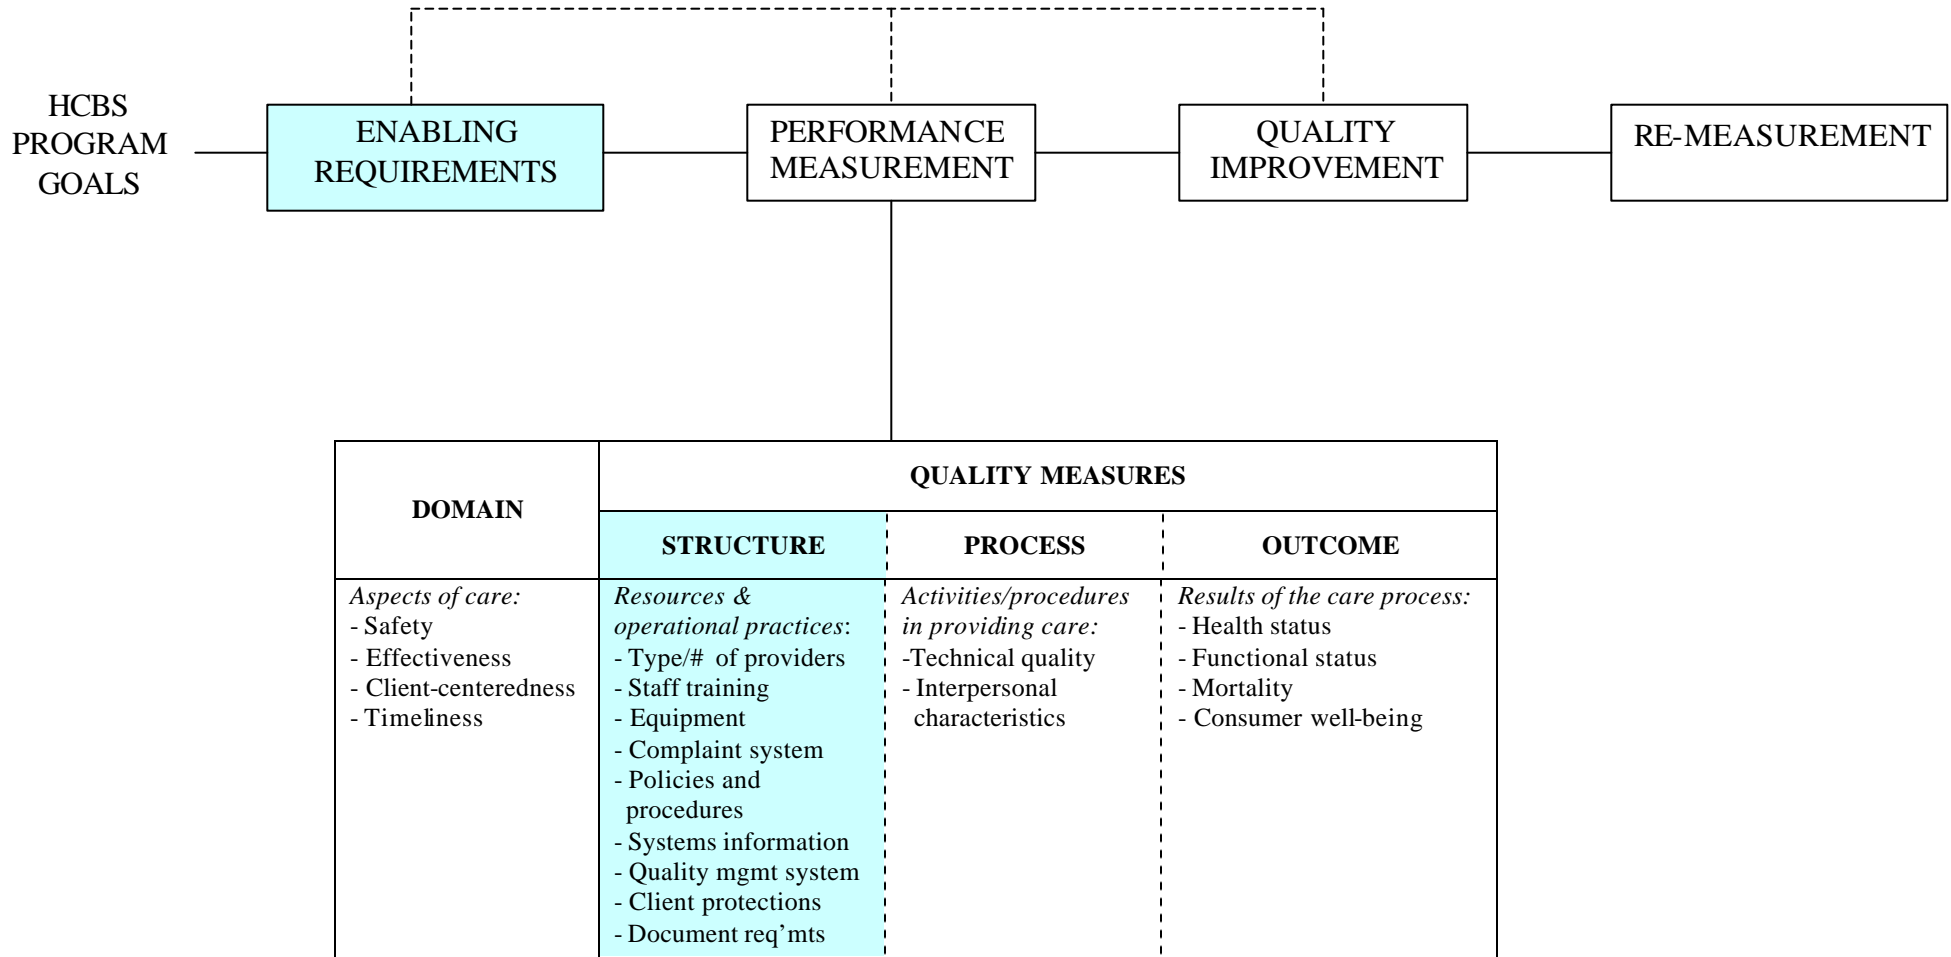 HCBS
PROGRAM
GOALS
ENABLING
REQUIREMENTS
PERFORMANCE
MEASUREMENT
QUALITY
IMPROVEMENT
RE-MEASUREMENT
DOMAIN
QUALITY MEASURES
STRUCTURE
PROCESS
OUTCOME
Aspects of care:
- Safety
- Effectiveness
- Client-centeredness
- Timeliness
Resources &
operational practices:
- Type/# of providers
- Staff training
- Equipment
- Complaint system
- Policies and
procedures
- Systems information
- Quality mgmt system
- Client protections
- Document req’mts
Activities/procedures
in providing care:
-Technical quality
- Interpersonal
characteristics
Results of the care process:
- Health status
- Functional status
- Mortality
- Consumer well-being